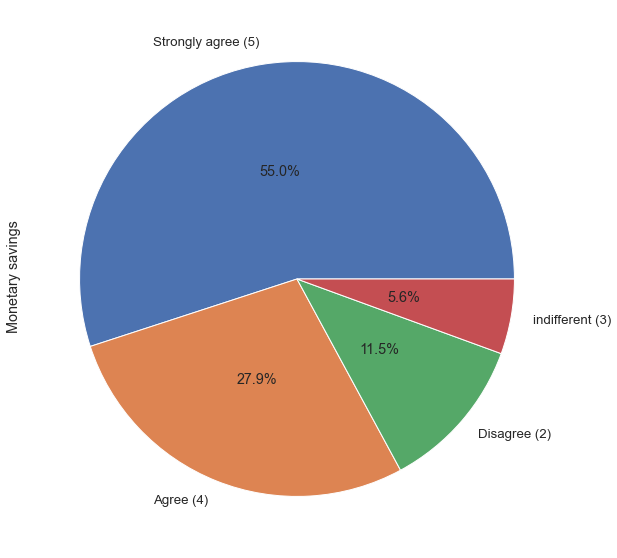 Strongly agree (5)
55.0%
Monetary savings
5.6%
indifferent (3)
11.5%
27.9%
Disagree (2)
Agree (4)